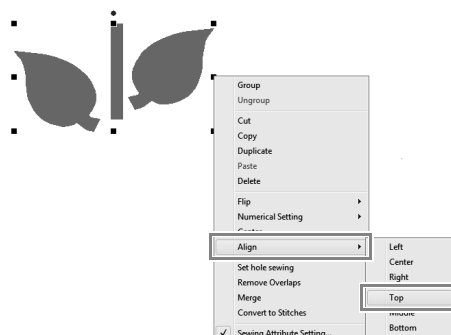 Group
Ungroup
Cut
Copy
Duplicate
Paste
Delete
Flip
Numerical Setting
Center
Align
Set hole sewing
Remove Overlaps
Merge
Convert to Stitches
Sewing Attribute Setting...
Left
Center
Right
Top
Middle
Bottom